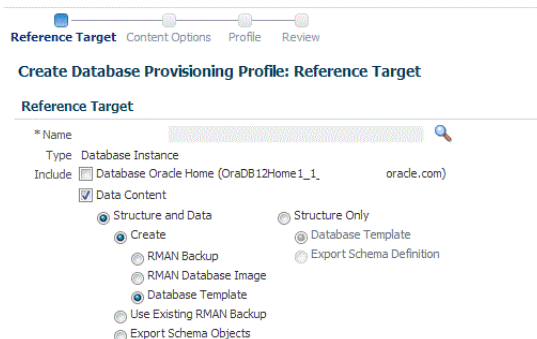 Reference Target Content Options Profile Review
Create Database Provisioning Profile: Reference Target
Reference Target
* Name
Type Database Instance
Include Database Oracle Home (OraDB12Home1_1_ oracle.com)
Data Content
Structure and Data Structure Only
Create Database Template
RMAN Backup Export Schema Definition
RMAN Database Image
Database Template
Use Existing RMAN Backup
Export Schema Objects